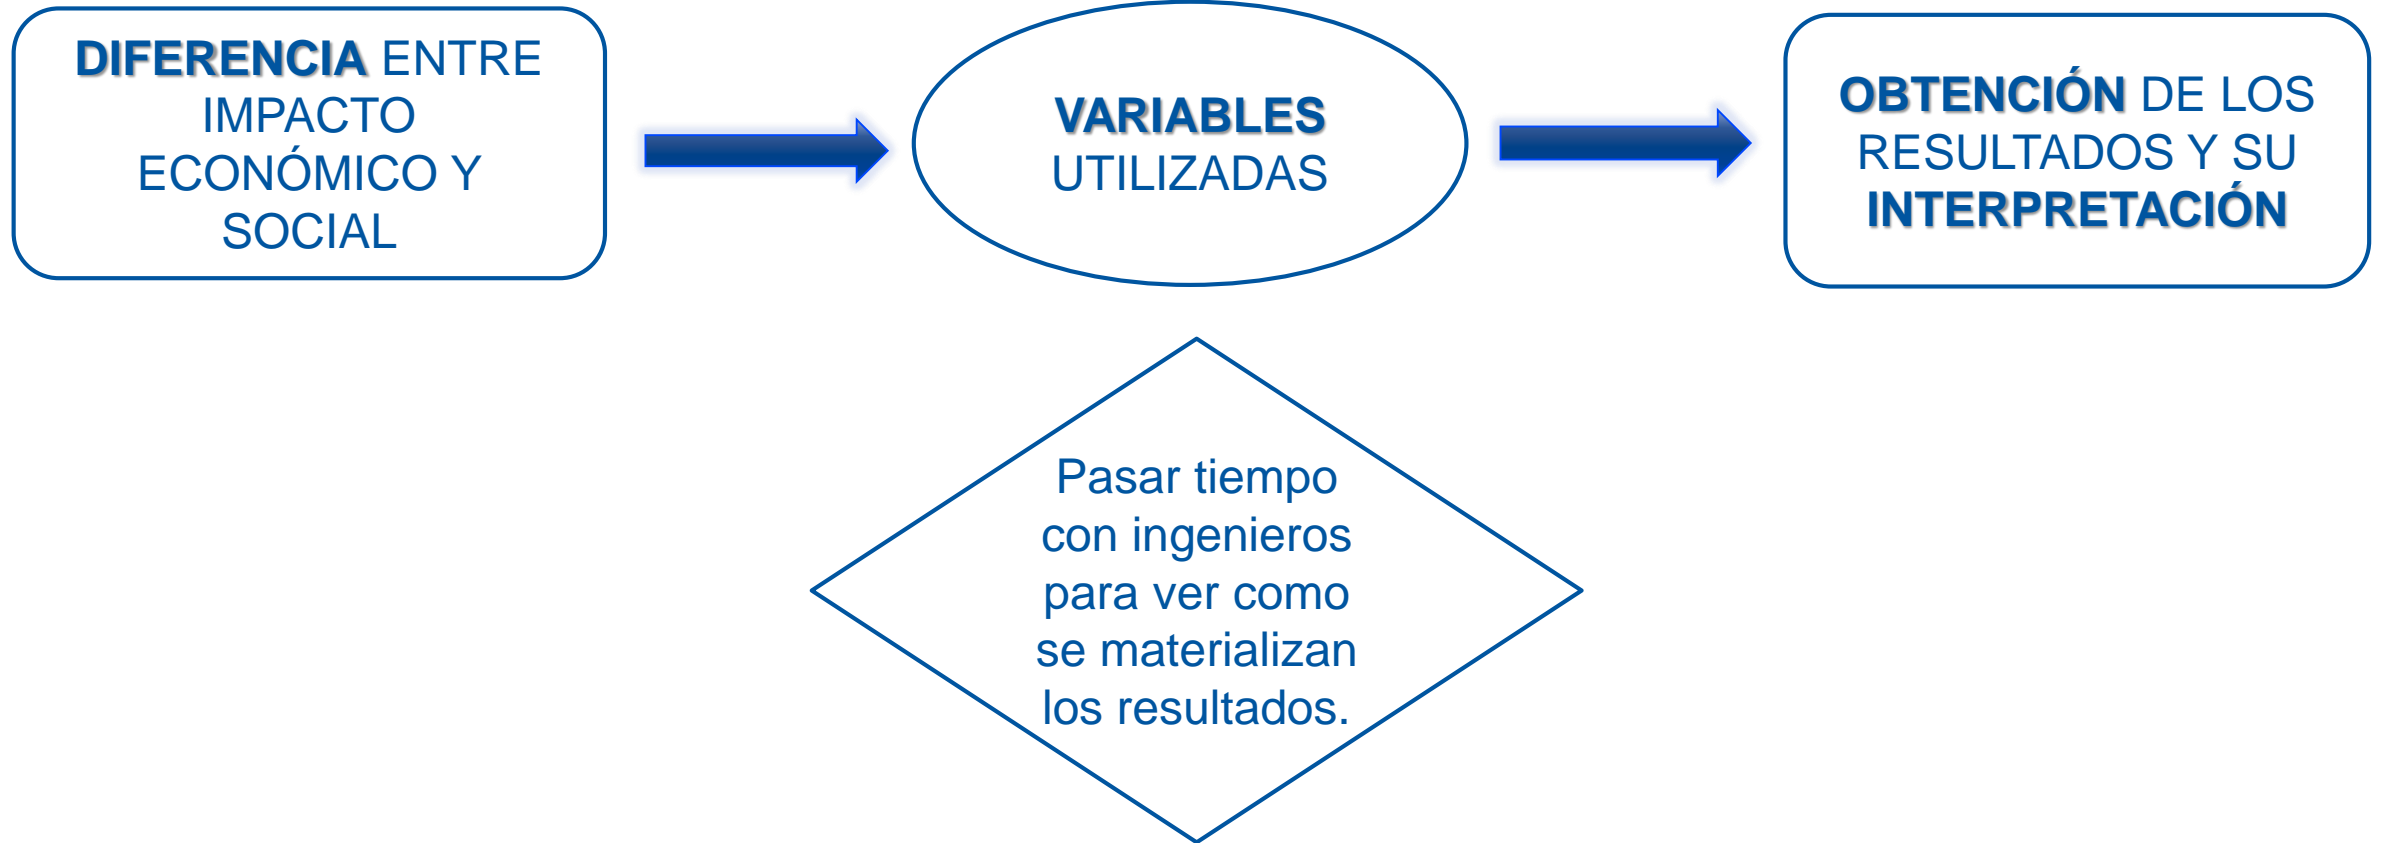 DIFERENCIA ENTRE
IMPACTO
ECONÓMICO Y
SOCIAL
VARIABLES
UTILIZADAS
OBTENCIÓN DE LOS
RESULTADOS Y SU
INTERPRETACIÓN
Pasar tiempo
con ingenieros
para ver como
se materializan
los resultados.